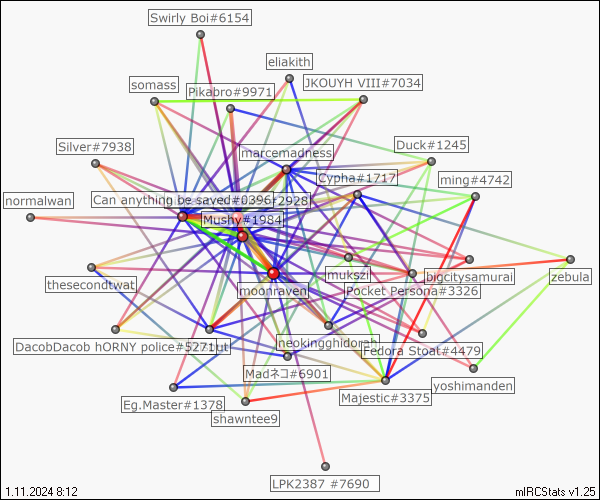 Swirly Boi#6154
eliakith
somass
JKOUYH VIII#7034
Pikabro#9971
Duck#1245
Silver#7938
marcemadness
Cypha#1717
ming#4742
normalwan
Can anything be saved#0396
2928
Mushy#1984
mukszi
bigcitysamurai
zebula
thesecondtwat
moonraven
Pocket Persona#3326
DacobDacob hORNY police#5271
neokingghidorah
Fedora Stoat#4479
Madネコ#6901
yoshimanden
Eg.Master#1378
Majestic#3375
shawntee9
LPK2387 #7690
1.11.2024 8:12
mIRCStats v1.25